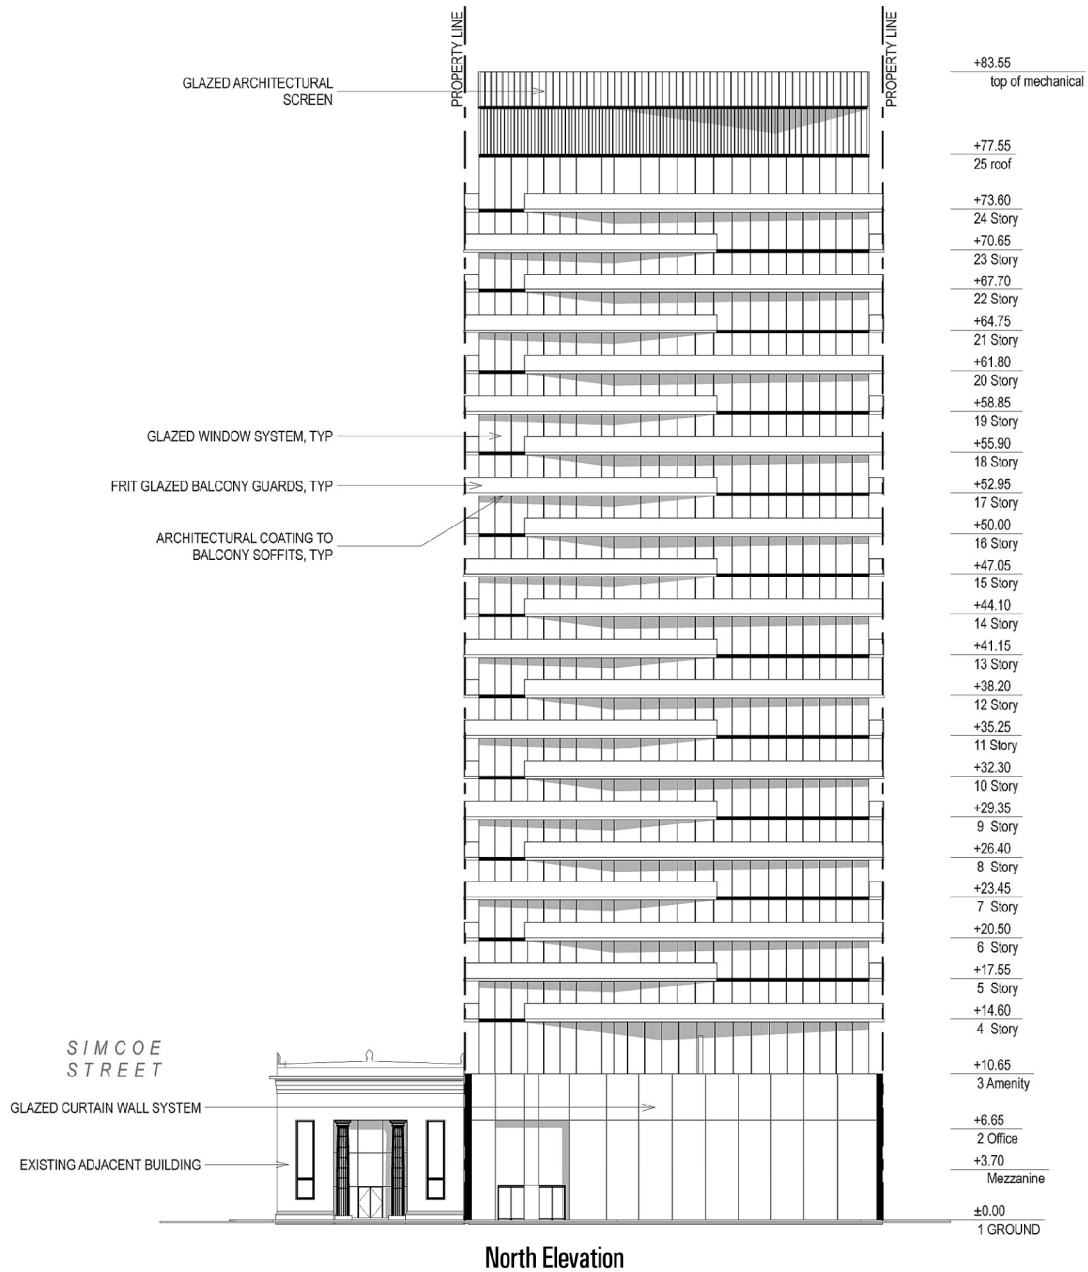 PROPERTY LINE
PROPERTY LINE
GLAZED ARCHITECTURAL
SCREEN
+83.55
top of mechanical
+77.55
25 roof
+73.60
24 Story
+70.65
23 Story
+67.70
22 Story
+64.75
21 Story
+61.80
20 Story
+58.85
19 Story
GLAZED WINDOW SYSTEM, TYP
+55.90
18 Story
FRIT GLAZED BALCONY GUARDS, TYP
+52.95
17 Story
ARCHITECTURAL COATING TO
BALCONY SOFFITS, TYP
+50.00
16 Story
+47.05
15 Story
+44.10
14 Story
+41.15
13 Story
+38.20
12 Story
+35.25
11 Story
+32.30
10 Story
+29.35
9 Story
+26.40
8 Story
+23.45
7 Story
+20.50
6 Story
+17.55
5 Story
+14.60
4 Story
SIMCOE
STREET
+10.65
3 Amenity
GLAZED CURTAIN WALL SYSTEM
+6.65
2 Office
EXISTING ADJACENT BUILDING
+3.70
Mezzanine
±0.00
1 GROUND
North Elevation